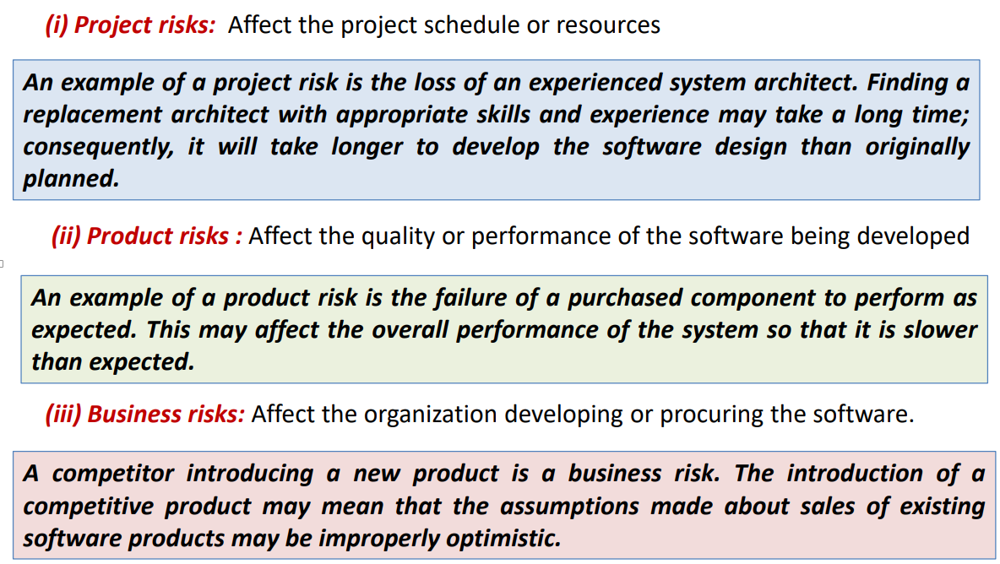 (i) Project risks: Affect the project schedule or resources
An example of a project risk is the loss of an experienced system architect. Finding a
replacement architect with appropriate skills and experience may take a long time;
consequently, it will take longer to develop the software design than originally
planned.
(ii) Product risks : Affect the quality or performance of the software being developed
An example of a product risk is the failure of a purchased component to perform as
expected. This may affect the overall performance of the system so that it is slower
than expected.
(iii) Business risks: Affect the organization developing or procuring the software.
A competitor introducing a new product is a business risk. The introduction of a
competitive product may mean that the assumptions made about sales of existing
software products may be improperly optimistic.